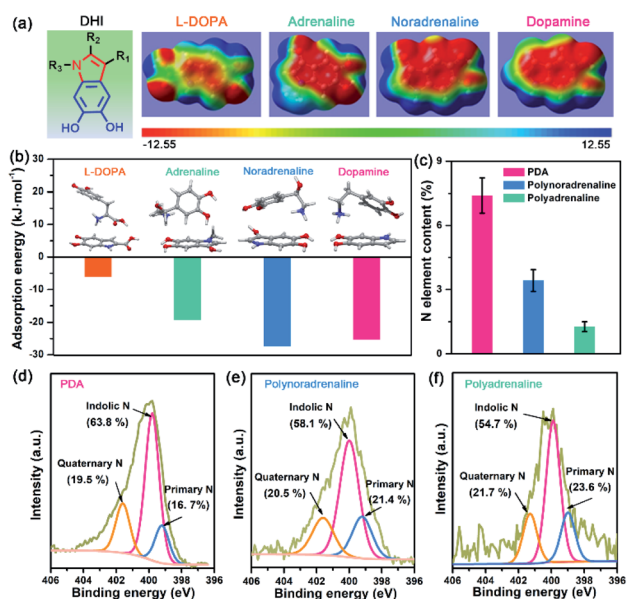 (a)
DHI
L-DOPA
Adrenaline
Noradrenaline
Dopamine
R2
R3
R1
N
HO
OH
-12.55
12.55
(b)
Adsorption energy (kJ·mol⁻¹)
30
20
10
0
-10
-20
-30
L-DOPA
Adrenaline
Noradrenaline
Dopamine
(c)
N element content (%)
9
6
3
0
PDA
Polynoradrenaline
Polyadrenaline
(d)
PDA
Intensity (a.u.)
Indolic N
(63.8 %)
Quaternary N
(19.5 %)
Primary N
(16. 7%)
406 404 402 400 398 396
Binding energy (eV)
(e)
Polynoradrenaline
Intensity (a.u.)
Indolic N
(58.1 %)
Quaternary N
(20.5 %)
Primary N
(21.4 %)
406 404 402 400 398 396
Binding energy (eV)
(f)
Polyadrenaline
Intensity (a.u.)
Indolic N
(54.7 %)
Quaternary N
(21.7 %)
Primary N
(23.6 %)
406 404 402 400 398 396
Binding energy (eV)